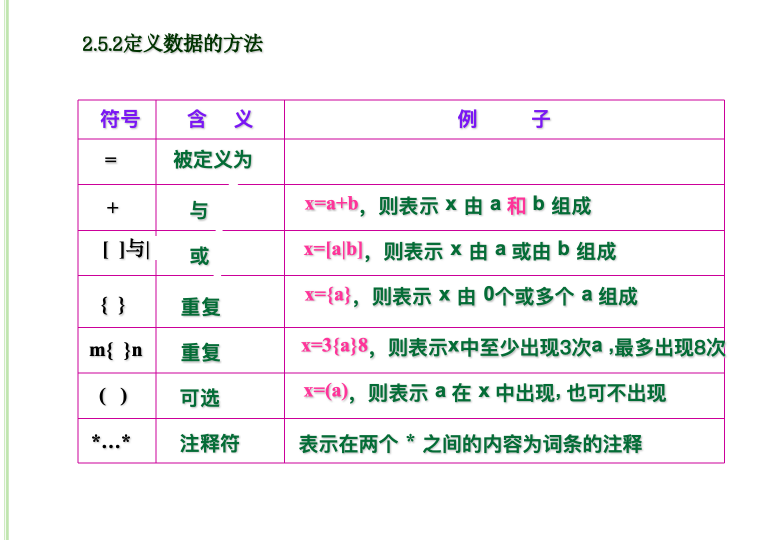 2.5.2定义数据的方法
符号 含 义 例 子
= 被定义为
+ 与 x=a+b，则表示 x 由 a 和 b 组成
[ ]与| 或 x=[a|b]，则表示 x 由 a 或由 b 组成
{ } 重复 x={a}，则表示 x 由 0个或多个 a 组成
m{ }n 重复 x=3{a}8，则表示x中至少出现3次a ,最多出现8次
( ) 可选 x=(a)，则表示 a 在 x 中出现, 也可不出现
*…* 注释符 表示在两个 * 之间的内容为词条的注释